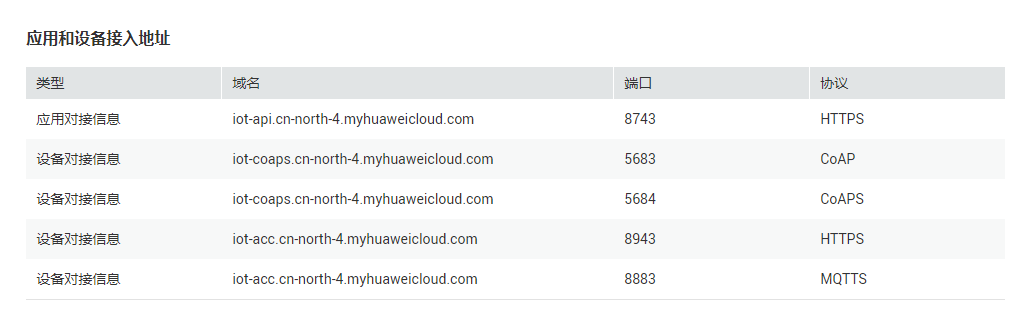 应用和设备接入地址
类型 域名 端口 协议
应用对接信息 iot-api.cn-north-4.myhuaweicloud.com 8743 HTTPS
设备对接信息 iot-coaps.cn-north-4.myhuaweicloud.com 5683 CoAP
设备对接信息 iot-coaps.cn-north-4.myhuaweicloud.com 5684 CoAPS
设备对接信息 iot-acc.cn-north-4.myhuaweicloud.com 8943 HTTPS
设备对接信息 iot-acc.cn-north-4.myhuaweicloud.com 8883 MQTTS